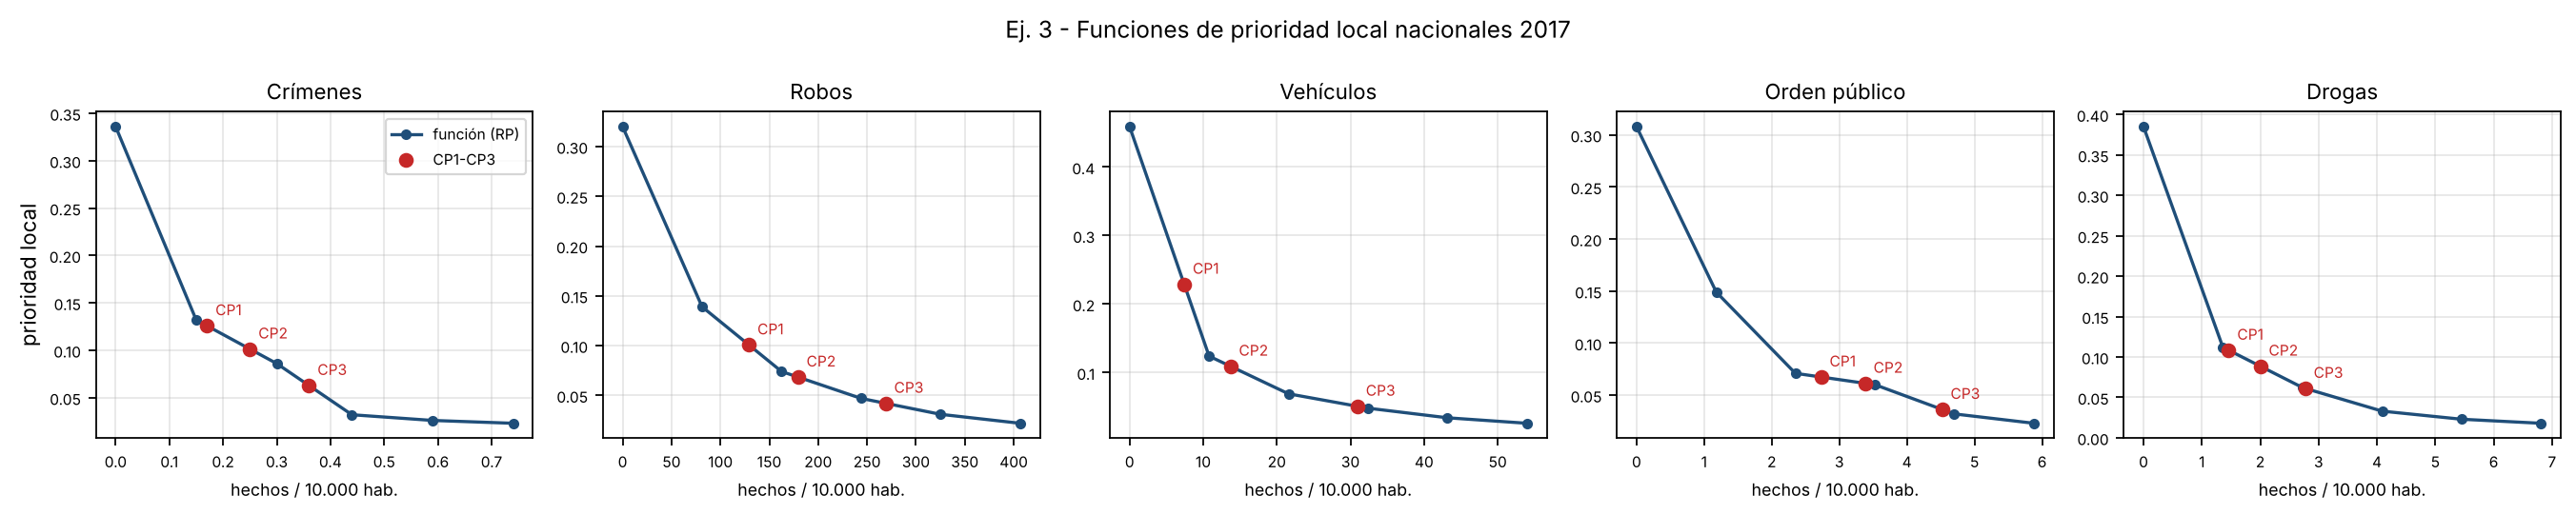 Ej. 3 - Funciones de prioridad local nacionales 2017
Crímenes
prioridad local
0.35
0.30
0.25
0.20
0.15
0.10
0.05
función (RP)
CP1-CP3
CP1
CP2
CP3
0.0 0.1 0.2 0.3 0.4 0.5 0.6 0.7
hechos / 10.000 hab.
Robos
0.30
0.25
0.20
0.15
0.10
0.05
CP1
CP2
CP3
0 50 100 150 200 250 300 350 400
hechos / 10.000 hab.
Vehículos
0.4
0.3
0.2
0.1
CP1
CP2
CP3
0 10 20 30 40 50
hechos / 10.000 hab.
Orden público
0.30
0.25
0.20
0.15
0.10
0.05
CP1
CP2
CP3
0 1 2 3 4 5 6
hechos / 10.000 hab.
Drogas
0.40
0.35
0.30
0.25
0.20
0.15
0.10
0.05
0.00
CP1
CP2
CP3
0 1 2 3 4 5 6 7
hechos / 10.000 hab.